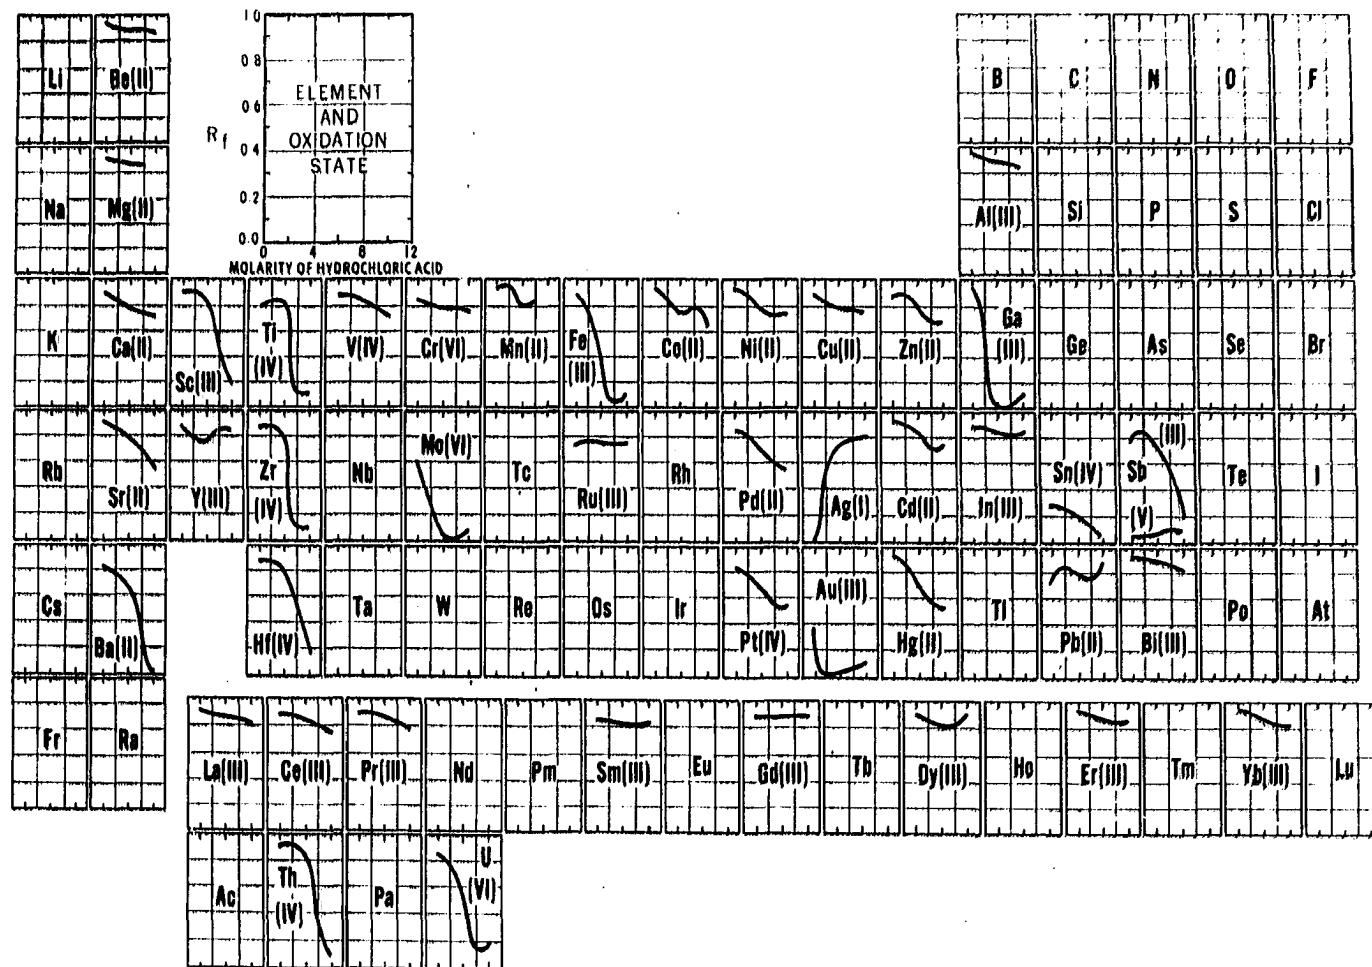 Li
Be(II)
1.0
0.8
0.6
0.4
0.2
0.0
Rf
ELEMENT
AND
OXIDATION
STATE
0 4 8 12
MOLARITY OF HYDROCHLORIC ACID
B C N O F
Na Mg(II)
Al(III) Si P S Cl
K Ca(II) Sc(III) Ti (IV) V(IV) Cr(VI) Mn(II) Fe (III) Co(II) Ni(II) Cu(II) Zn(II) Ga (III) Ge As Se Br
Rb Sr(II) Y(III) Zr (IV) Nb Mo(VI) Tc Ru(III) Rh Pd(II) Ag(I) Cd(II) In(III) Sn(IV) Sb (III) (V) Te I
Cs Ba(II) Hf(IV) Ta W Re Os Ir Pt(IV) Au(III) Hg(II) Tl Pb(II) Bi(III) Po At
Fr Ra
La(III) Ce(III) Pr(III) Nd Pm Sm(III) Eu Gd(III) Tb Dy(III) Ho Er(III) Tm Yb(III) Lu
Ac Th (IV) Pa U (VI)